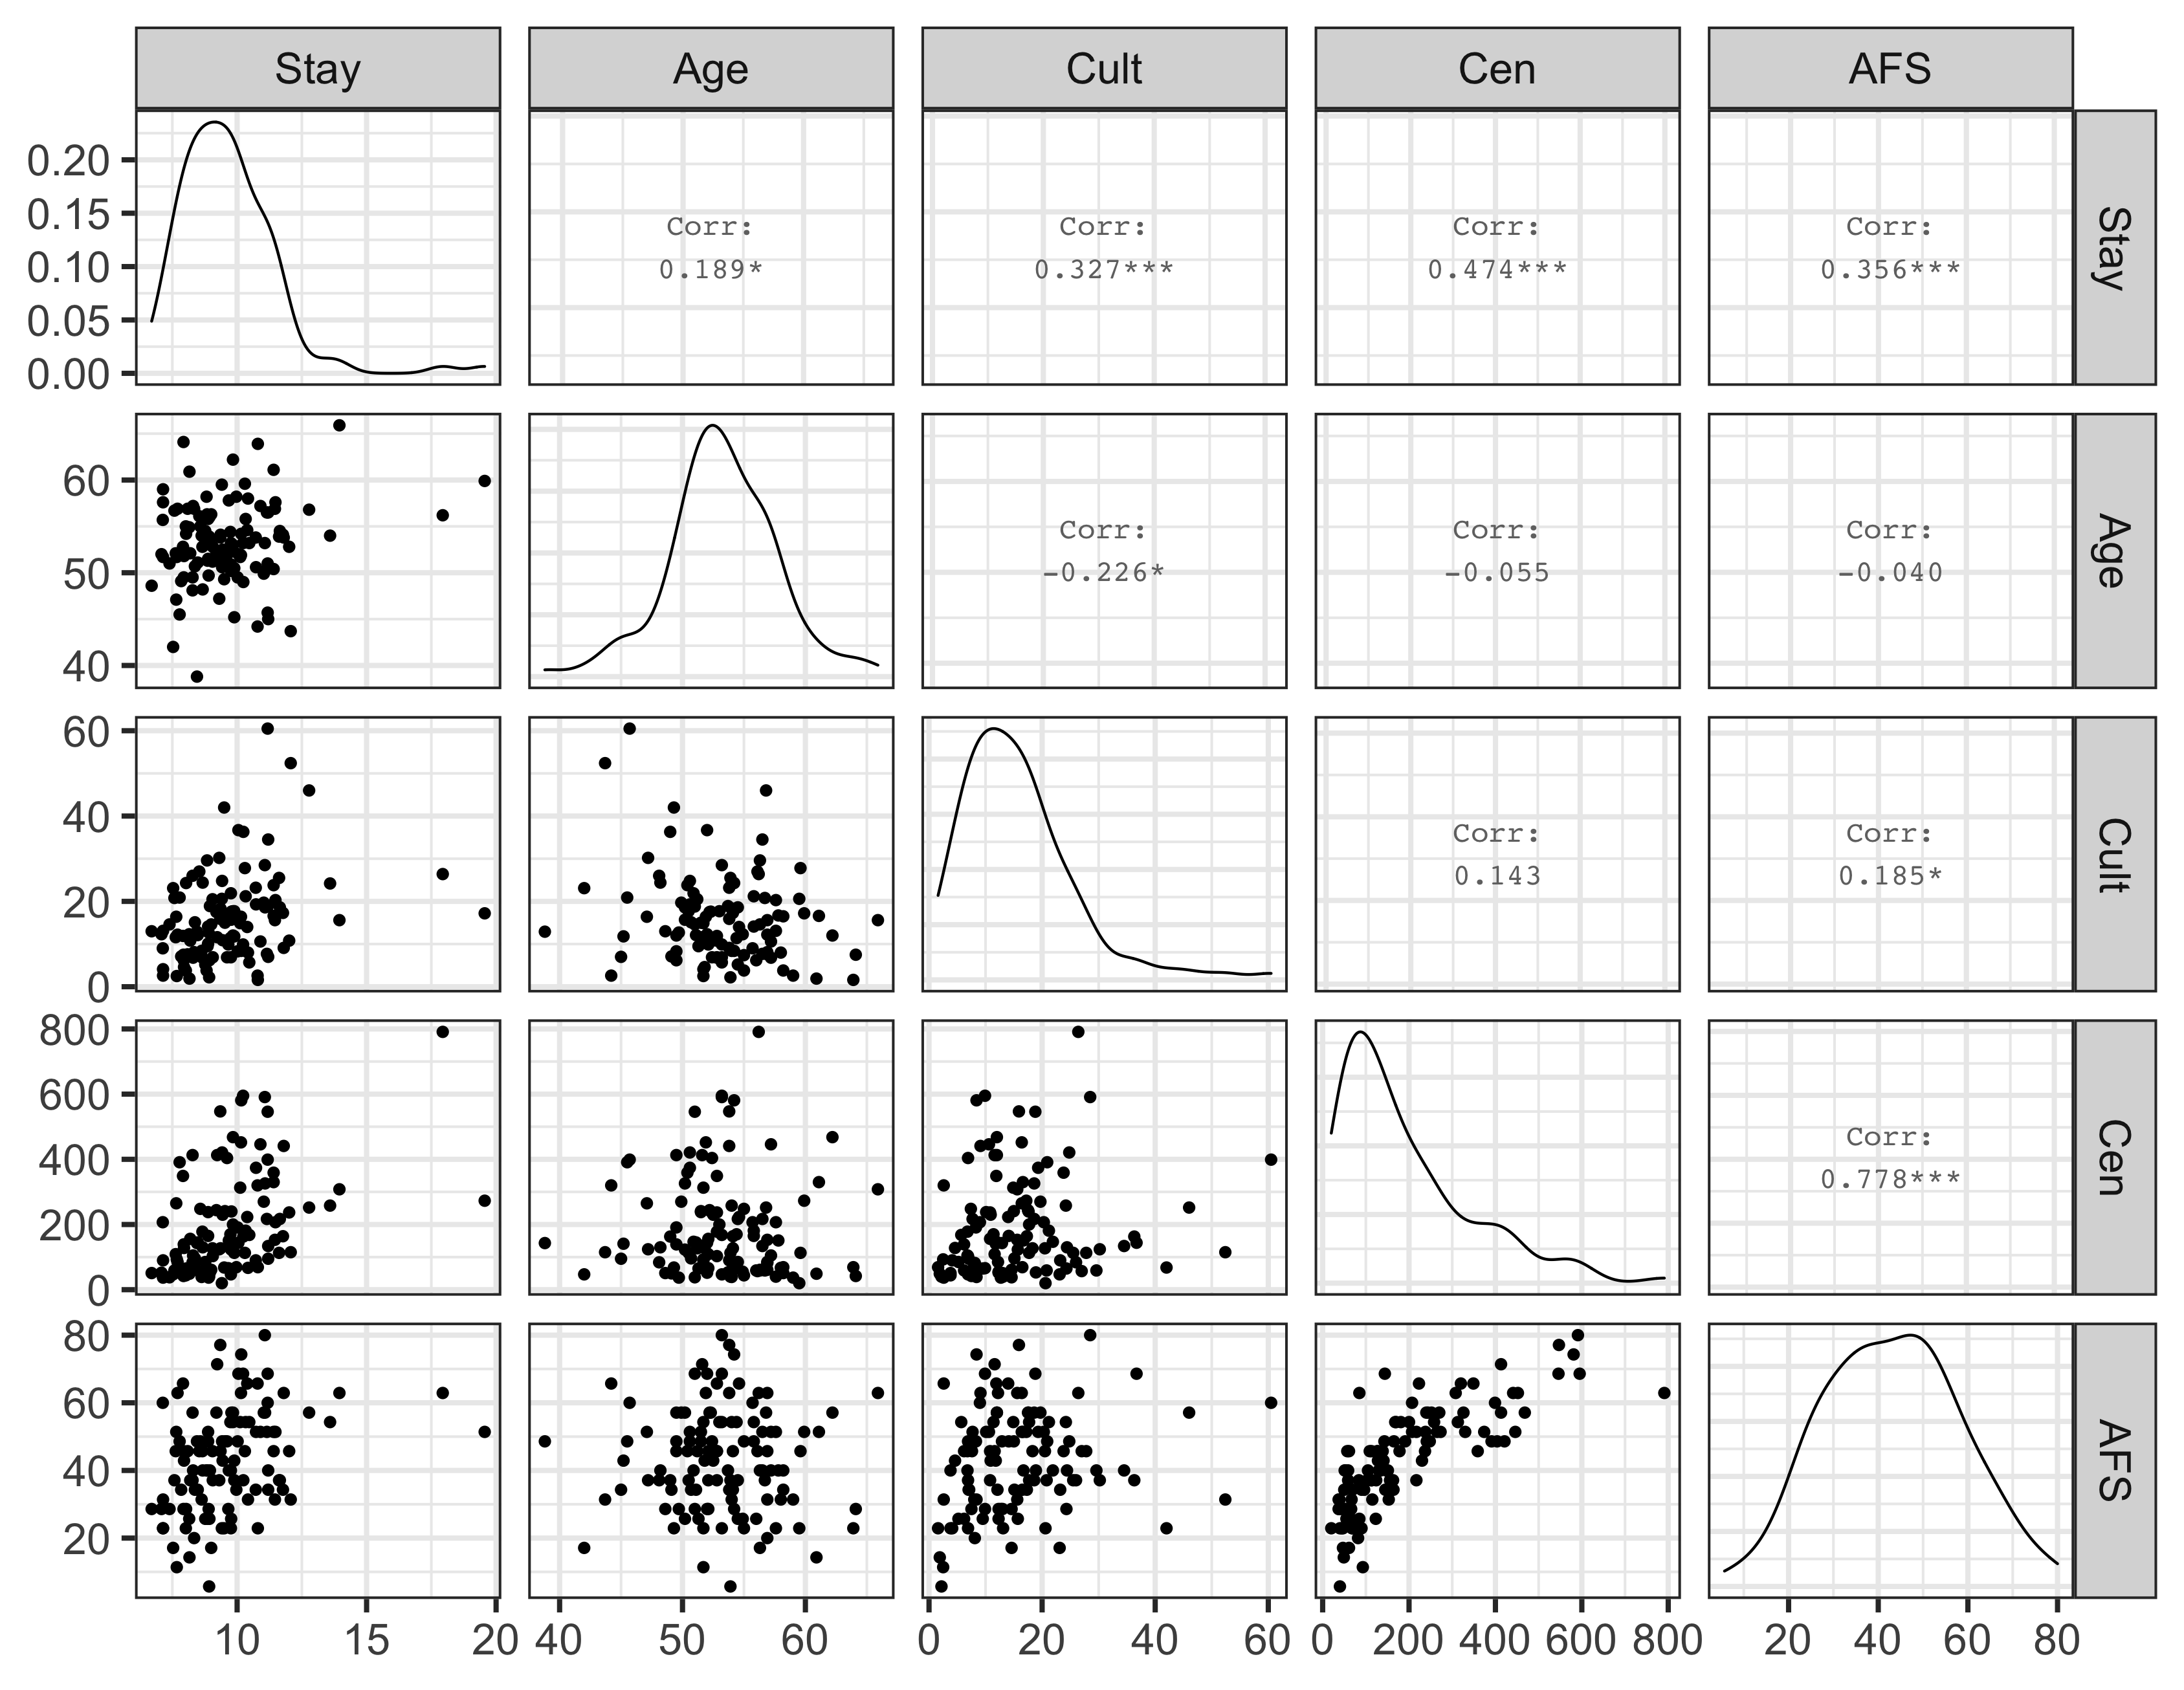 Stay Age Cult Cen AFS
0.20
0.15
0.10
0.05
0.00
Corr:
0.189*
Corr:
0.327***
Corr:
0.474***
Corr:
0.356***
Stay
60
50
40
Corr:
−0.226*
Corr:
−0.055
Corr:
−0.040
Age
60
40
20
0
Corr:
0.143
Corr:
0.185*
Cult
800
600
400
200
0
Corr:
0.778***
Cen
80
60
40
20
AFS
10 15 20 40 50 60 0 20 40 60 0 200 400 600 800 20 40 60 80